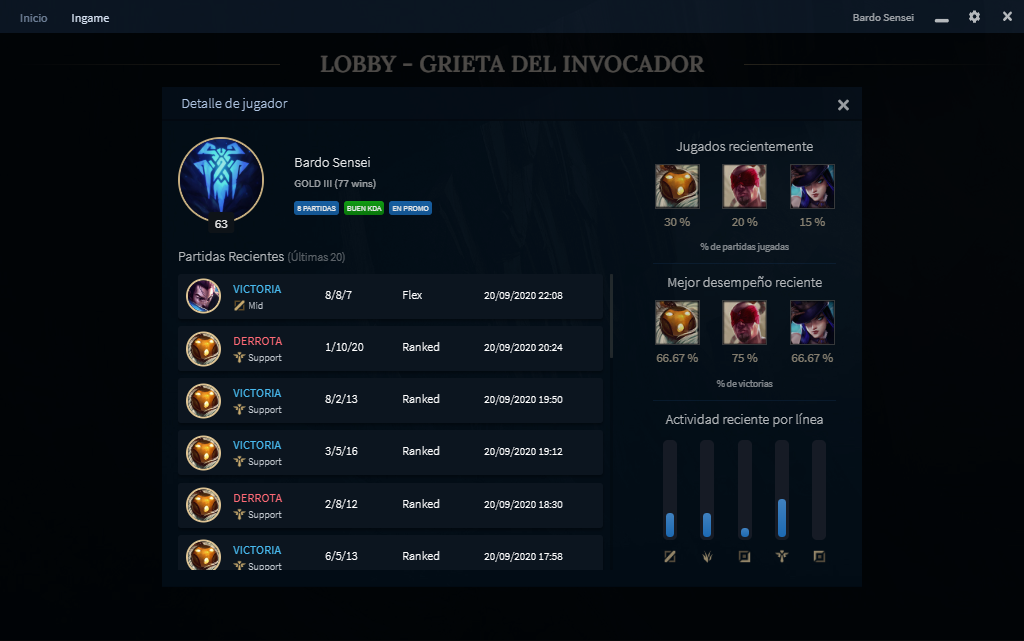 Inicio Ingame Bardo Sensei
LOBBY - GRIETA DEL INVOCADOR
Detalle de jugador
Bardo Sensei
GOLD III (77 wins)
8 PARTIDAS BUEN KDA EN PROMO
63
Partidas Recientes (Últimas 20)
VICTORIA 8/8/7 Flex 20/09/2020 22:08
Mid
DERROTA 1/10/20 Ranked 20/09/2020 20:24
Support
VICTORIA 8/2/13 Ranked 20/09/2020 19:50
Support
VICTORIA 3/5/16 Ranked 20/09/2020 19:12
Support
DERROTA 2/8/12 Ranked 20/09/2020 18:30
Support
VICTORIA 6/5/13 Ranked 20/09/2020 17:58
Support
Jugados recientemente
30 % 20 % 15 %
% de partidas jugadas
Mejor desempeño reciente
66.67 % 75 % 66.67 %
% de victorias
Actividad reciente por línea